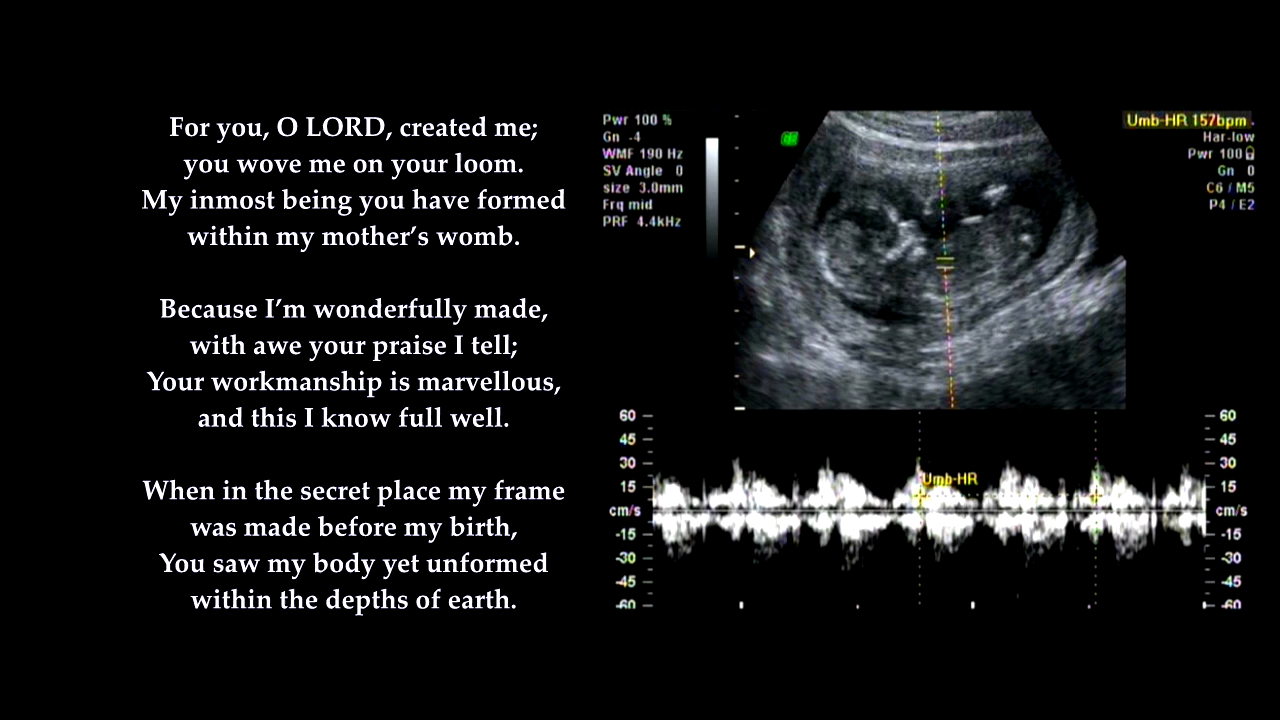 For you, O LORD, created me;
you wove me on your loom.
My inmost being you have formed
within my mother’s womb.
Because I’m wonderfully made,
with awe your praise I tell;
Your workmanship is marvellous,
and this I know full well.
When in the secret place my frame
was made before my birth,
You saw my body yet unformed
within the depths of earth.
Pwr 100 %
Gn -4
WMF 190 Hz
SV Angle 0
size 3.0mm
Frq mid
PRF 4.4kHz
Umb-HR 157bpm
Har-low
Pwr 100
Gn 0
C6 / M5
P4 / E2
60
45
30
15
cm/s
-15
-30
-45
-60
Umb-HR
60
45
30
15
cm/s
-15
-30
-45
-60